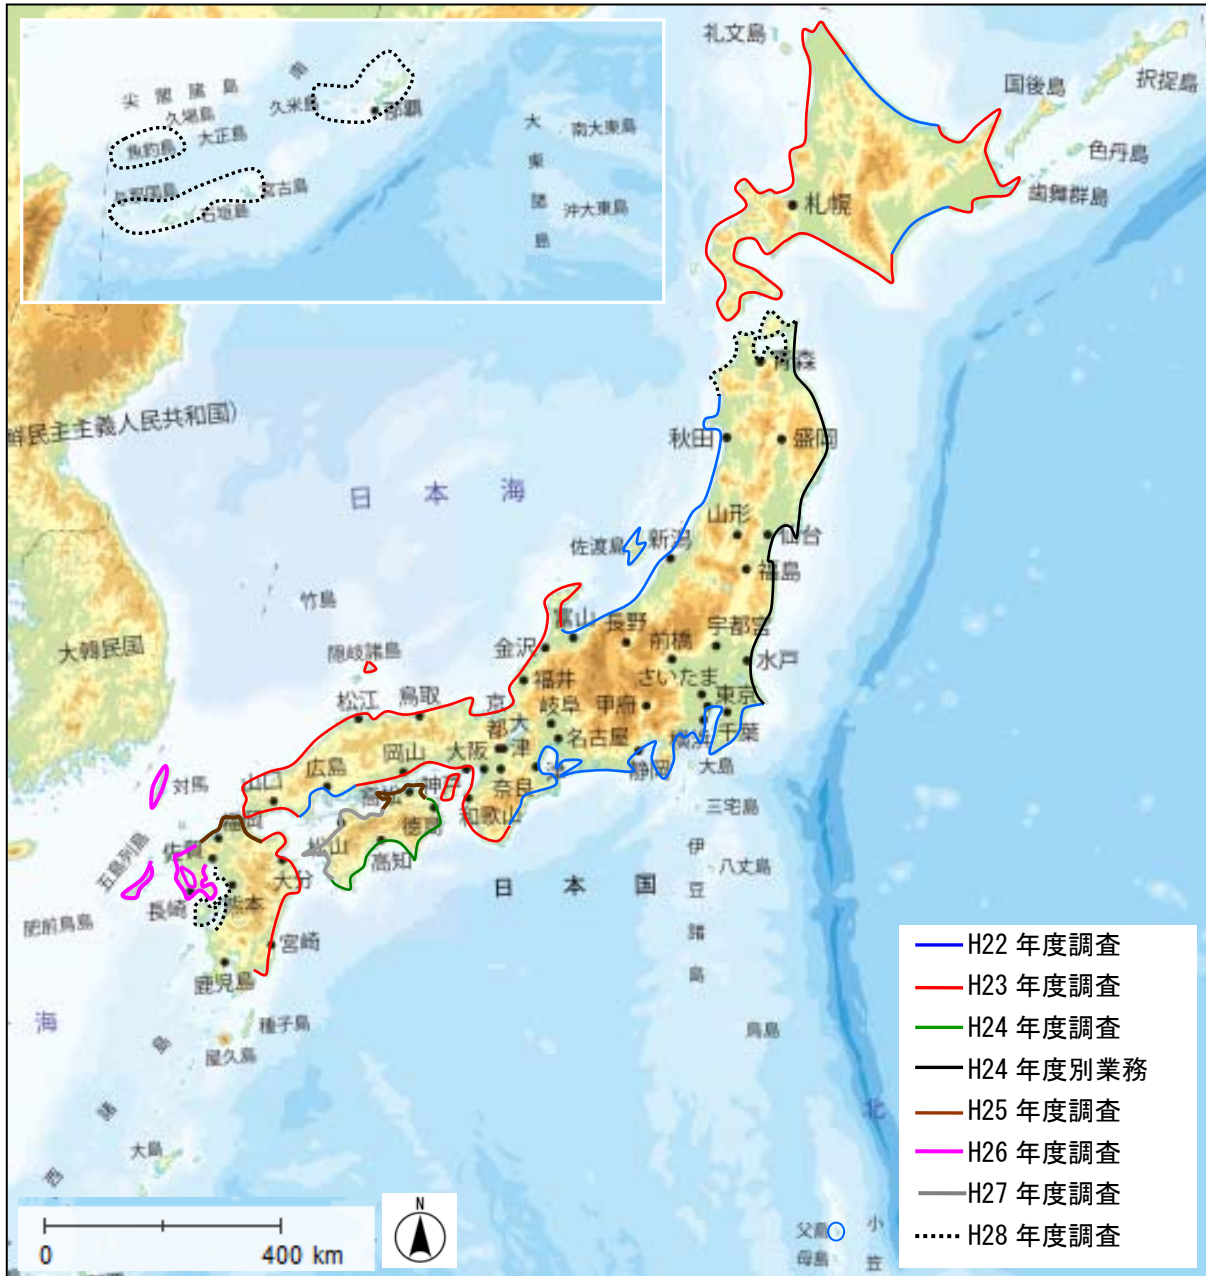 礼文島
国後島
択捉島
色丹島
歯舞群島
札幌
尖閣諸島
久場島
大正島
魚釣島
与那国島
宮古島
石垣島
久米島
那覇
南
大東諸島
南大東島
沖大東島
青森
秋田
盛岡
山形
仙台
佐渡島
新潟
福島
鮮民主主義人民共和国)
日本海
竹島
大韓民国
隠岐諸島
富山
長野
前橋
宇都宮
金沢
水戸
さいたま
福井
東京
松江
鳥取
京都
岐阜
甲府
大津
千葉
横浜
名古屋
岡山
大阪
静岡
大島
津
対馬
山口
広島
神戸
奈良
高松
三宅島
和歌山
徳島
福岡
松山
高知
佐賀
五島列島
大分
伊豆諸島
八丈島
日本国
長崎
熊本
肥前鳥島
宮崎
鹿児島
海
種子島
屋久島
鳥島
島
諸
西
大島
北
父島
母島
小
笠
H22 年度調査
H23 年度調査
H24 年度調査
H24 年度別業務
H25 年度調査
H26 年度調査
H27 年度調査
H28 年度調査
N
0
400 km